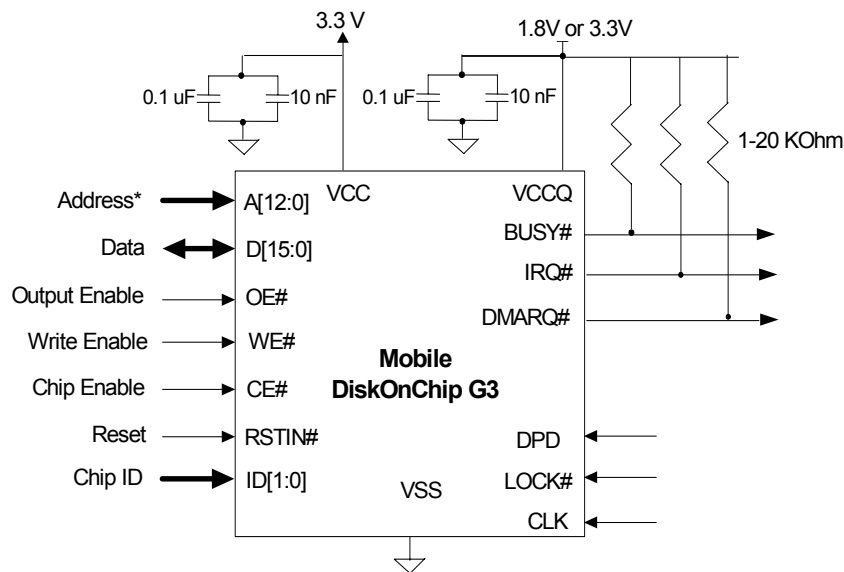 3.3 V
1.8V or 3.3V
0.1 uF
10 nF
0.1 uF
10 nF
1-20 KOhm
VCC
VCCQ
Address*
A[12:0]
BUSY#
Data
D[15:0]
IRQ#
Output Enable
OE#
DMARQ#
Write Enable
WE#
Mobile
DiskOnChip G3
Chip Enable
CE#
Reset
RSTIN#
DPD
Chip ID
ID[1:0]
VSS
LOCK#
CLK